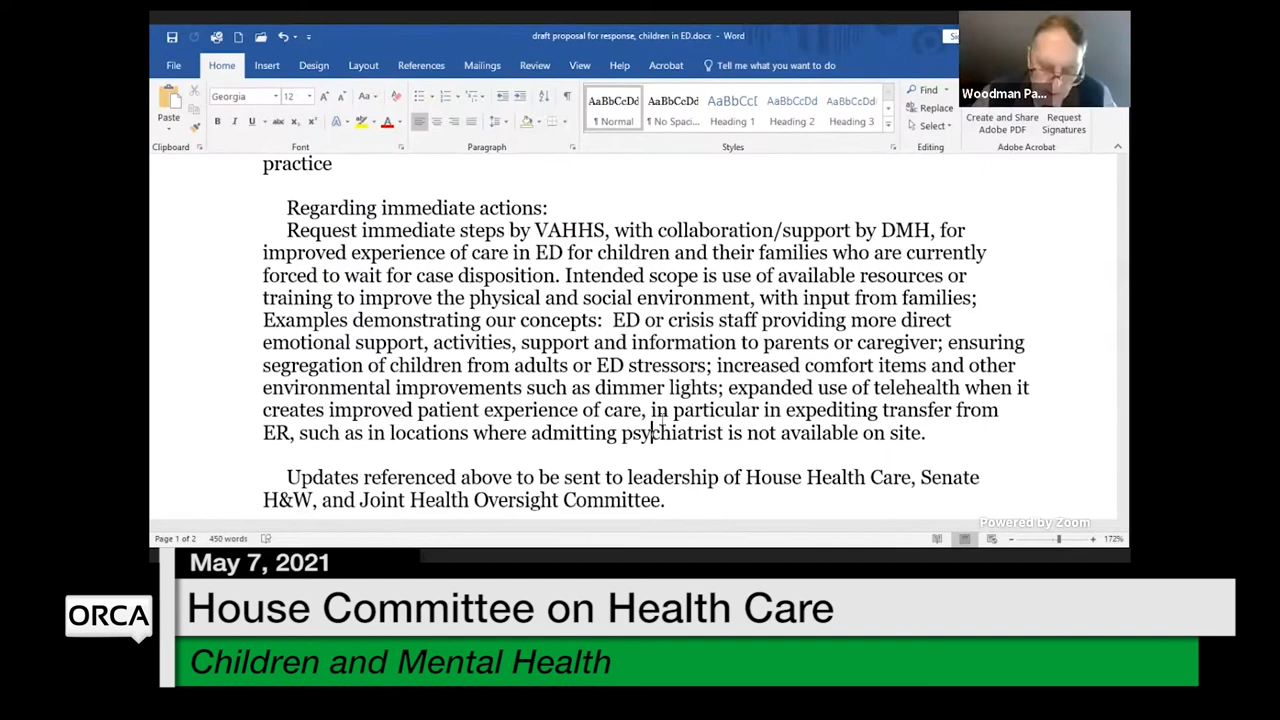 draft proposal for response, children in ED.docx - Word
File Home Insert Design Layout References Mailings Review View Help Acrobat Tell me what you want to do
Woodman Pa...
Paste
Georgia 12
AaBbCcDd AaBbCcDd AaBbCcD AaBbCcDd AaBbCcDd
¶ Normal ¶ No Spaci... Heading 1 Heading 2 Heading 3
Find
Replace
Select
Create and Share Adobe PDF
Request Signatures
Clipboard Font Paragraph Styles Editing Adobe Acrobat
practice
Regarding immediate actions:
Request immediate steps by VAHHS, with collaboration/support by DMH, for
improved experience of care in ED for children and their families who are currently
forced to wait for case disposition. Intended scope is use of available resources or
training to improve the physical and social environment, with input from families;
Examples demonstrating our concepts:  ED or crisis staff providing more direct
emotional support, activities, support and information to parents or caregiver; ensuring
segregation of children from adults or ED stressors; increased comfort items and other
environmental improvements such as dimmer lights; expanded use of telehealth when it
creates improved patient experience of care, in particular in expediting transfer from
ER, such as in locations where admitting psychiatrist is not available on site.
Updates referenced above to be sent to leadership of House Health Care, Senate
H&W, and Joint Health Oversight Committee.
Powered by Zoom
Page 1 of 2 450 words 172%
May 7, 2021
ORCA
House Committee on Health Care
Children and Mental Health